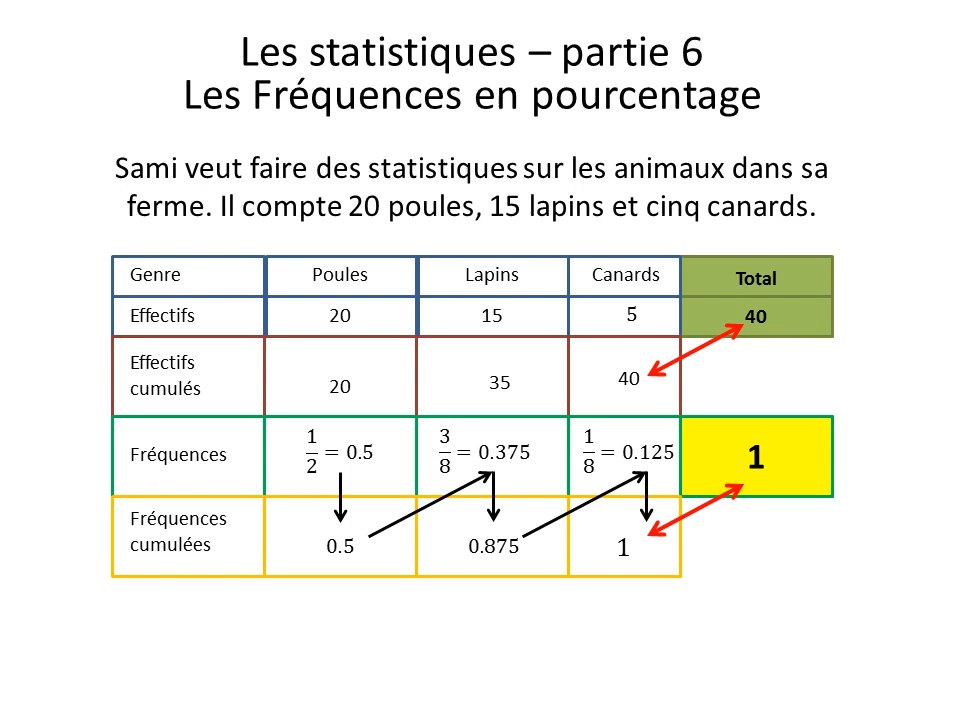 Les statistiques – partie 6
Les Fréquences en pourcentage
Sami veut faire des statistiques sur les animaux dans sa
ferme. Il compte 20 poules, 15 lapins et cinq canards.
Genre Poules Lapins Canards Total
Effectifs 20 15 5 40
Effectifs
cumulés 20 35 40
Fréquences 1/2 = 0.5 3/8 = 0.375 1/8 = 0.125 1
Fréquences
cumulées 0.5 0.875 1